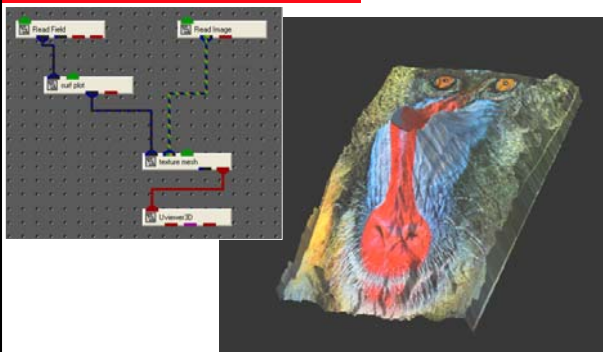 Read Field
Read Image
surf plot
texture mesh
Uviewer3D